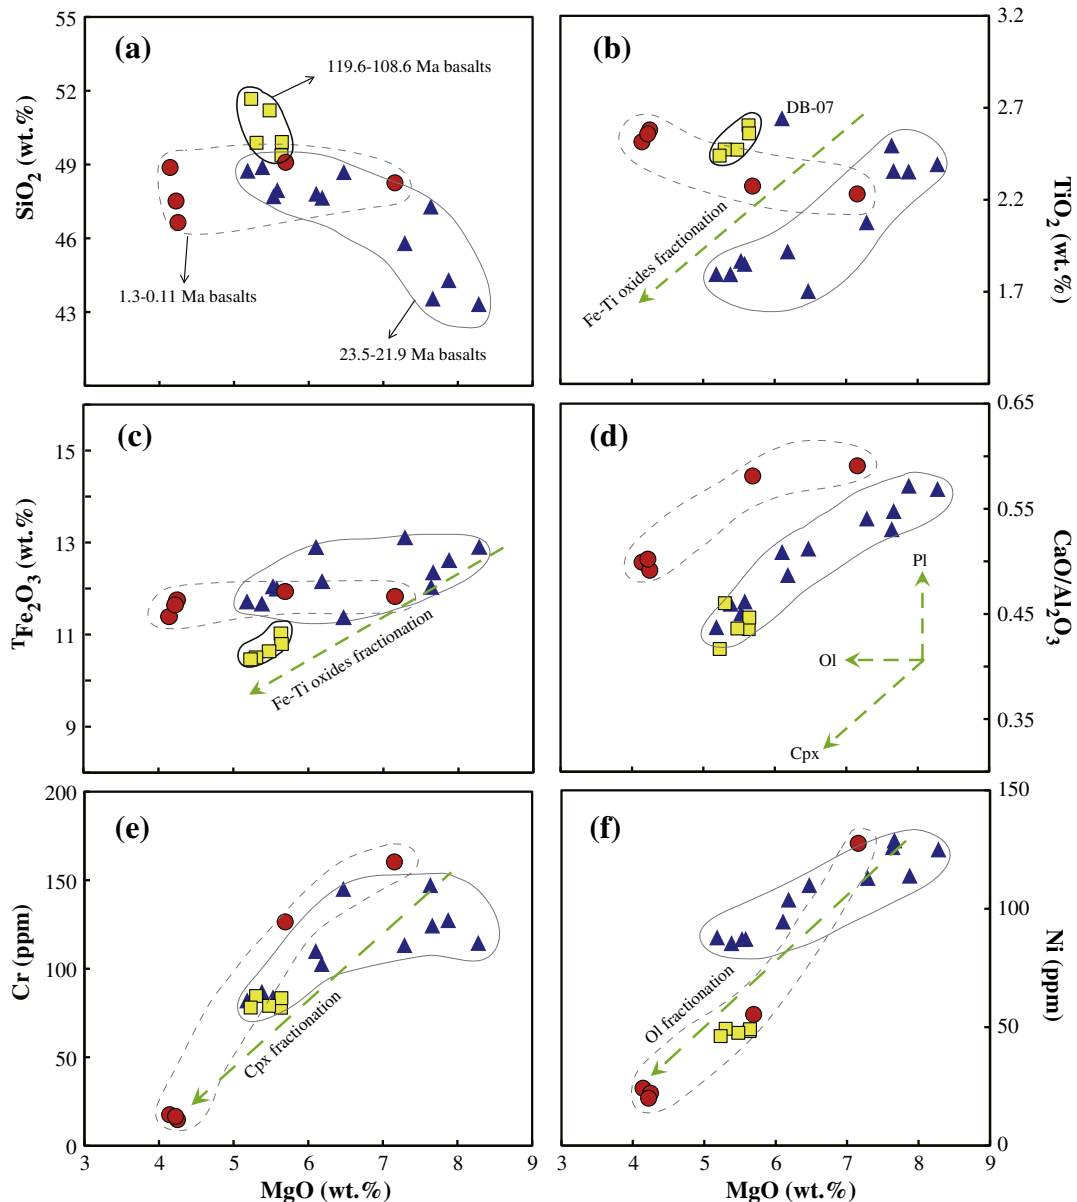 (a)
55
52
49
46
43
SiO2 (wt.%)
119.6-108.6 Ma basalts
1.3-0.11 Ma basalts
23.5-21.9 Ma basalts
(b)
3.2
2.7
2.2
1.7
1.2
TiO2 (wt.%)
DB-07
Fe-Ti oxides fractionation
(c)
15
13
11
9
TFe2O3 (wt.%)
Fe-Ti oxides fractionation
(d)
0.65
0.55
0.45
0.35
CaO/Al2O3
Pl
Ol
Cpx
(e)
200
150
100
50
0
Cr (ppm)
Cpx fractionation
3 4 5 6 7 8 9
MgO (wt.%)
(f)
150
100
50
0
Ni (ppm)
Ol fractionation
3 4 5 6 7 8 9
MgO (wt.%)